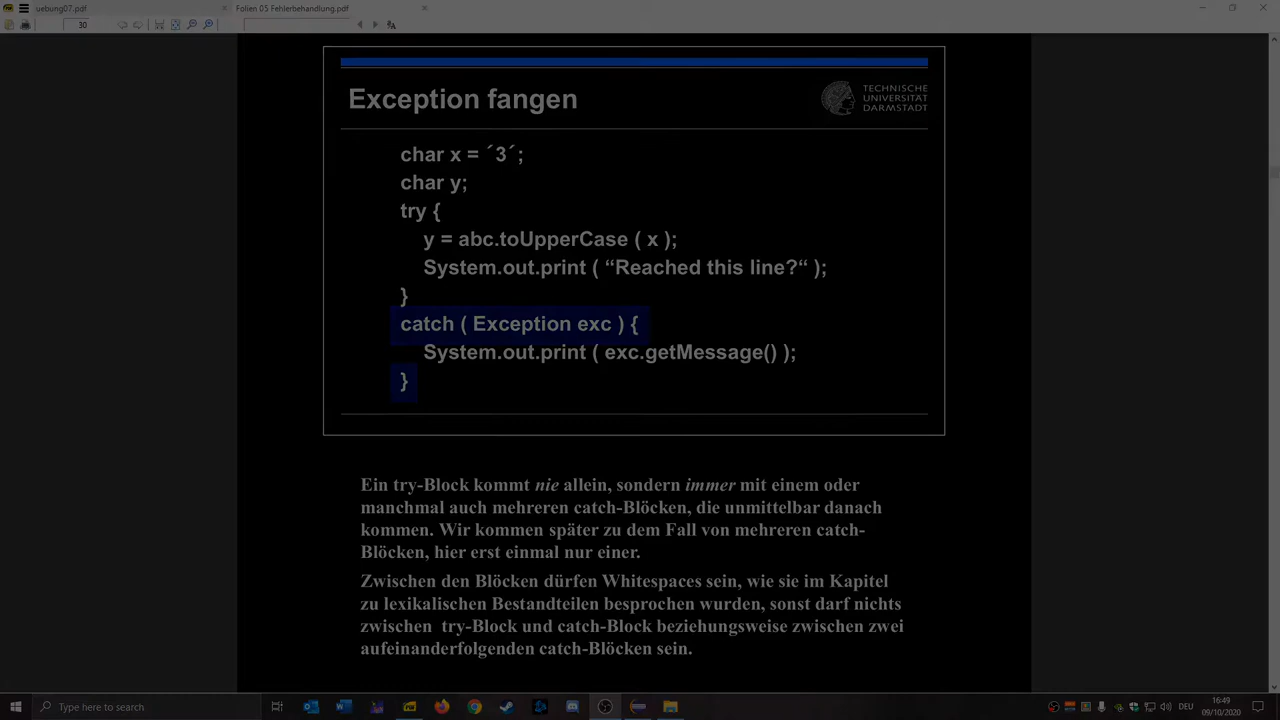 uebung07.pdf
Folien 05 Fehlerbehandlung.pdf
30
Exception fangen
TECHNISCHE
UNIVERSITÄT
DARMSTADT
char x = ´3´;
char y;
try {
y = abc.toUpperCase ( x );
System.out.print ( “Reached this line?“ );
}
catch ( Exception exc ) {
System.out.print ( exc.getMessage() );
}
Ein try-Block kommt nie allein, sondern immer mit einem oder
manchmal auch mehreren catch-Blöcken, die unmittelbar danach
kommen. Wir kommen später zu dem Fall von mehreren catch-
Blöcken, hier erst einmal nur einer.
Zwischen den Blöcken dürfen Whitespaces sein, wie sie im Kapitel
zu lexikalischen Bestandteilen besprochen wurden, sonst darf nichts
zwischen try-Block und catch-Block beziehungsweise zwischen zwei
aufeinanderfolgenden catch-Blöcken sein.
Type here to search
DEU
16:49
09/10/2020